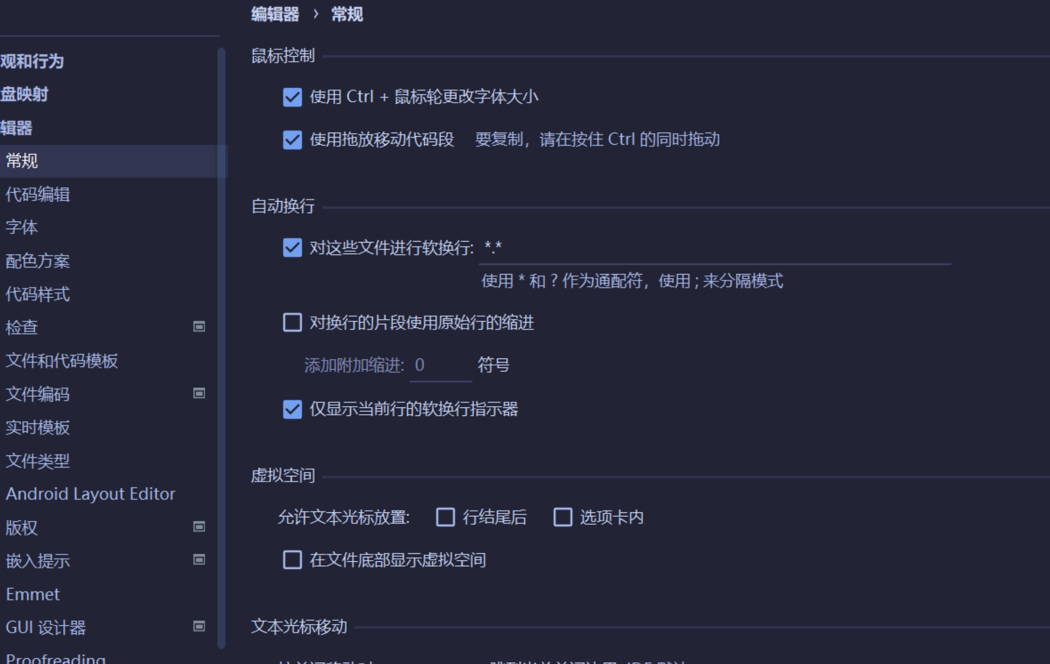 编辑器 › 常规
观和行为
盘映射
辑器
常规
代码编辑
字体
配色方案
代码样式
检查
文件和代码模板
文件编码
实时模板
文件类型
Android Layout Editor
版权
嵌入提示
Emmet
GUI 设计器
Proofreading
鼠标控制
使用 Ctrl + 鼠标轮更改字体大小
使用拖放移动代码段 要复制，请在按住 Ctrl 的同时拖动
自动换行
对这些文件进行软换行: *.*
使用 * 和 ? 作为通配符，使用 ; 来分隔模式
对换行的片段使用原始行的缩进
添加附加缩进: 0 符号
仅显示当前行的软换行指示器
虚拟空间
允许文本光标放置: 行结尾后 选项卡内
在文件底部显示虚拟空间
文本光标移动